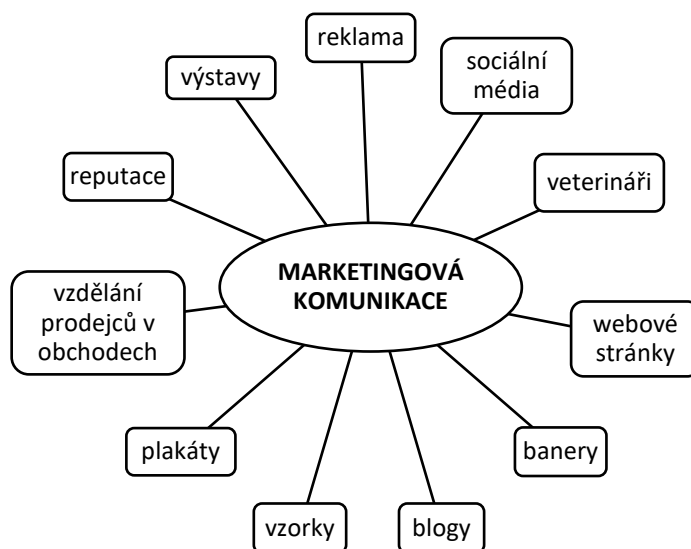 reklama
sociální
média
výstavy
veterináři
reputace
MARKETINGOVÁ
KOMUNIKACE
vzdělání
prodejců v
obchodech
webové
stránky
plakáty
banery
vzorky
blogy